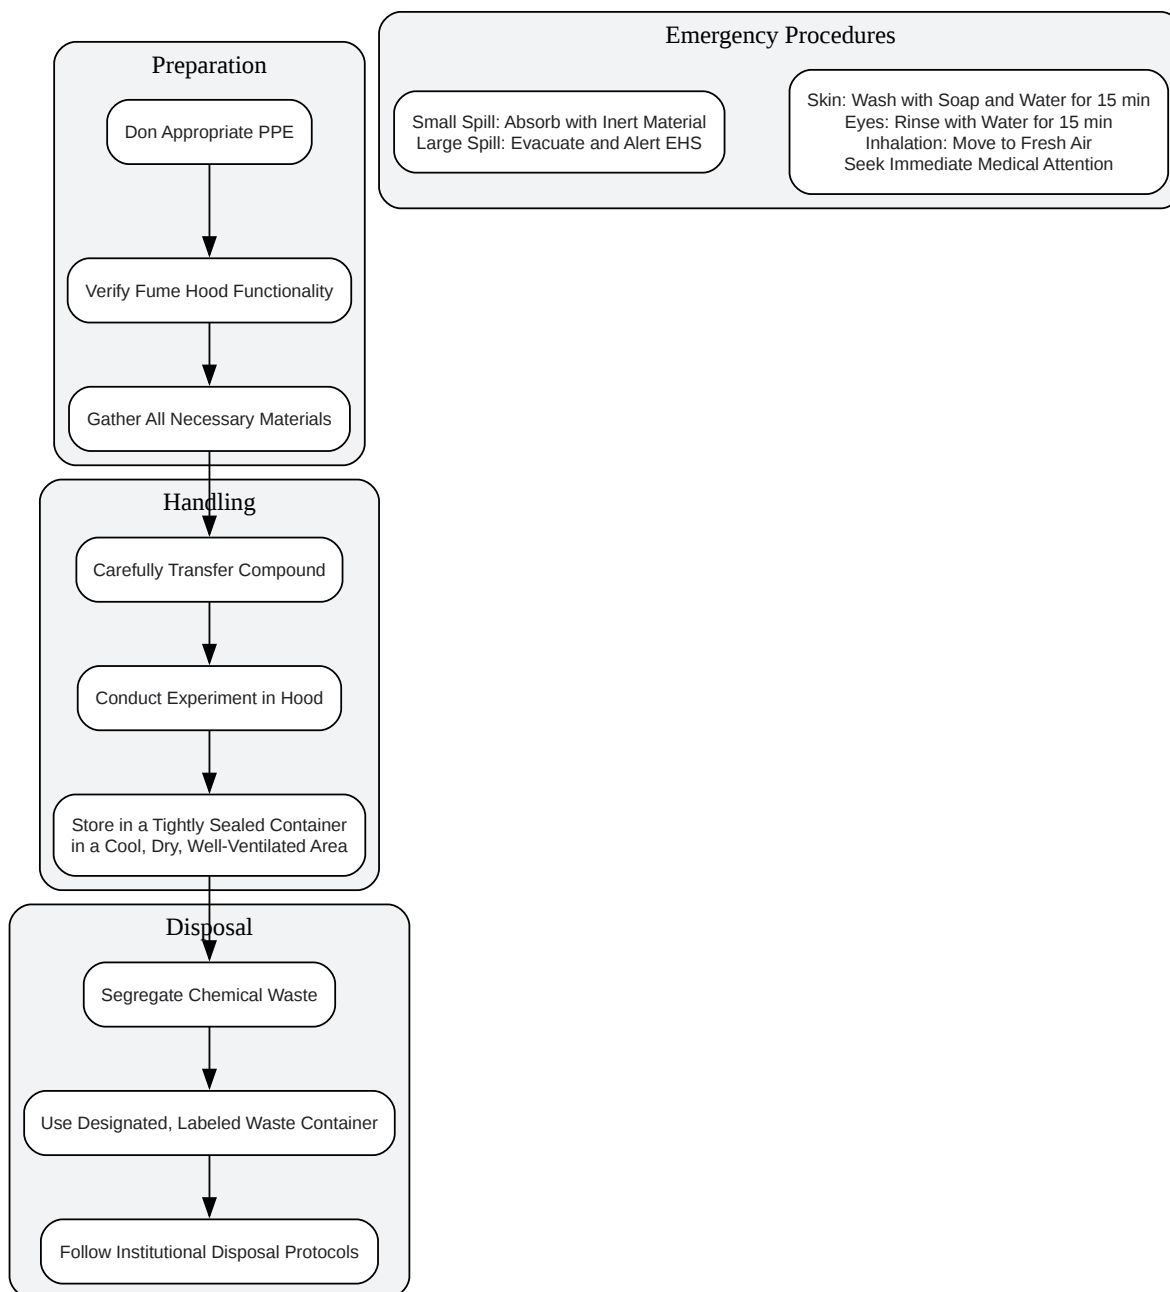 Preparation
Don Appropriate PPE
Verify Fume Hood Functionality
Gather All Necessary Materials
Handling
Carefully Transfer Compound
Conduct Experiment in Hood
Store in a Tightly Sealed Container
in a Cool, Dry, Well-Ventilated Area
Disposal
Segregate Chemical Waste
Use Designated, Labeled Waste Container
Follow Institutional Disposal Protocols
Emergency Procedures
Small Spill: Absorb with Inert Material
Large Spill: Evacuate and Alert EHS
Skin: Wash with Soap and Water for 15 min
Eyes: Rinse with Water for 15 min
Inhalation: Move to Fresh Air
Seek Immediate Medical Attention